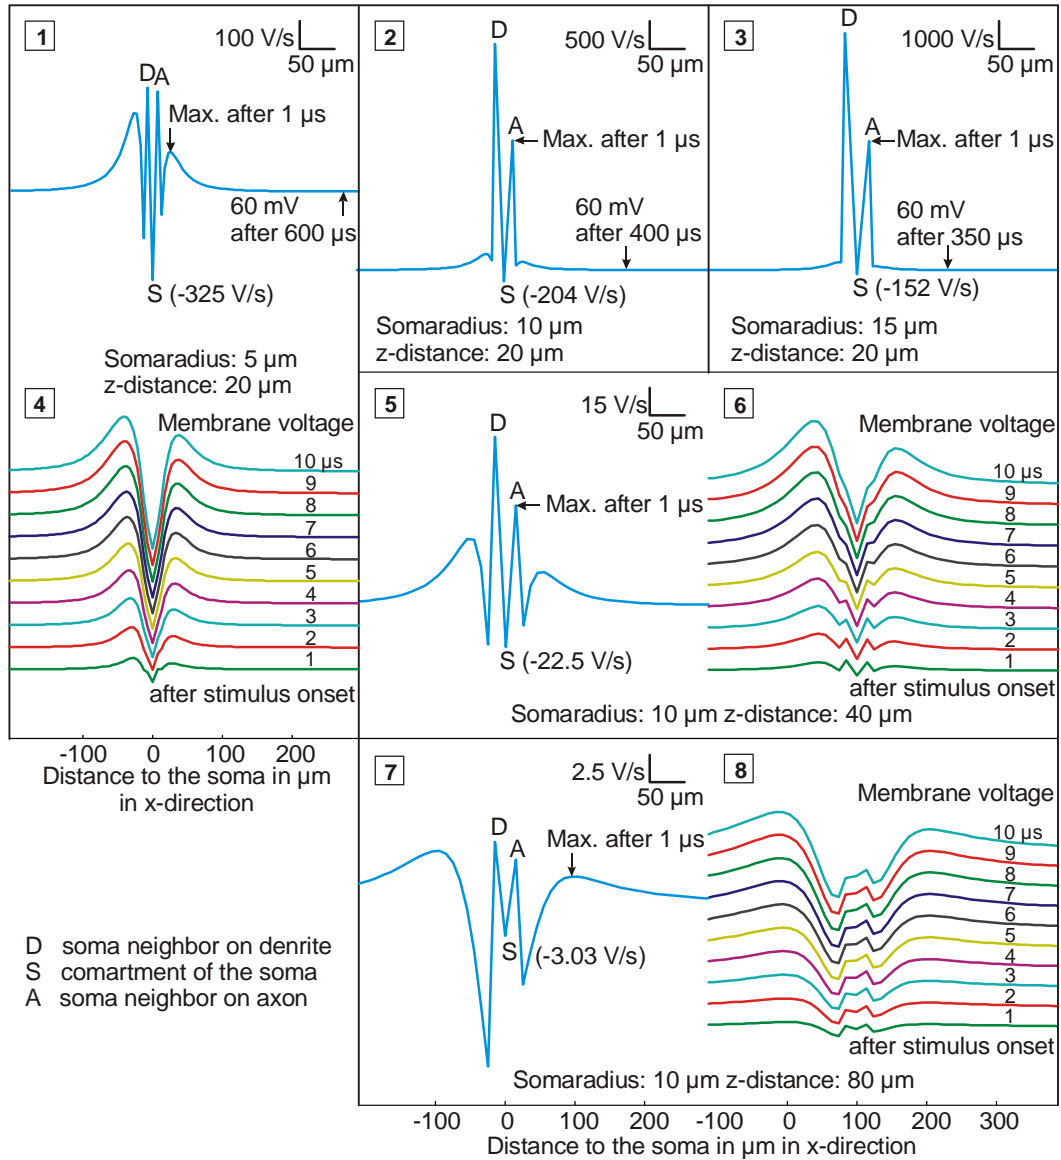 1
100 V/s
50 µm
D A
Max. after 1 µs
60 mV
after 600 µs
S (-325 V/s)
Somaradius: 5 µm
z-distance: 20 µm
2
500 V/s
50 µm
D
A
Max. after 1 µs
60 mV
after 400 µs
S (-204 V/s)
Somaradius: 10 µm
z-distance: 20 µm
3
1000 V/s
50 µm
D
A
Max. after 1 µs
60 mV
after 350 µs
S (-152 V/s)
Somaradius: 15 µm
z-distance: 20 µm
4
Membrane voltage
10 µs
9
8
7
6
5
4
3
2
1
after stimulus onset
-100 0 100 200
Distance to the soma in µm
in x-direction
5
15 V/s
50 µm
D
A
Max. after 1 µs
S (-22.5 V/s)
6
10 µs
9
8
7
6
5
4
3
2
1
after stimulus onset
Somaradius: 10 µm z-distance: 40 µm
7
2.5 V/s
50 µm
D
A
Max. after 1 µs
S
(-3.03 V/s)
8
Membrane voltage
10 µs
9
8
7
6
5
4
3
2
1
after stimulus onset
Somaradius: 10 µm z-distance: 80 µm
-100 0 100 200 -100 0 100 200 300
Distance to the soma in µm in x-direction
D soma neighbor on denrite
S comartment of the soma
A soma neighbor on axon